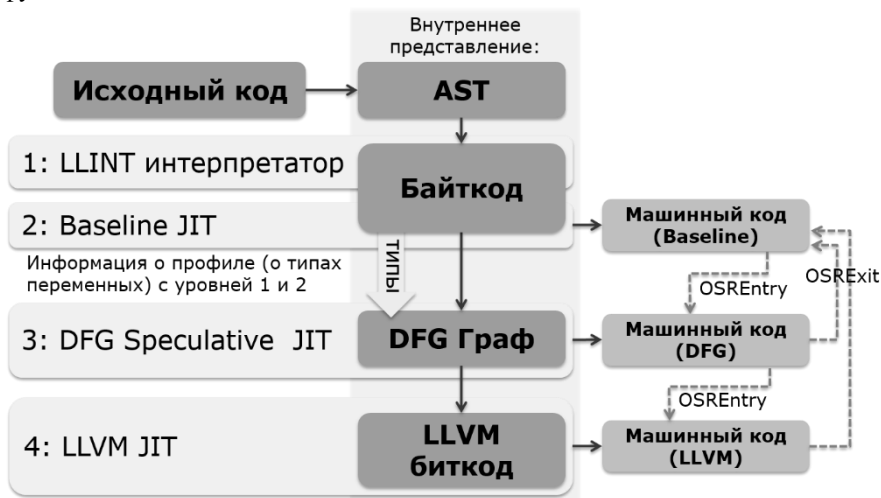 Внутреннее
представление:
Исходный код
AST
1: LLINT интерпретатор
Байткод
2: Baseline JIT
Машинный код
(Baseline)
Информация о профиле (о типах
переменных) с уровней 1 и 2
типы
OSREntry
OSRExit
3: DFG Speculative JIT
DFG Граф
Машинный код
(DFG)
OSREntry
4: LLVM JIT
LLVM
биткод
Машинный код
(LLVM)